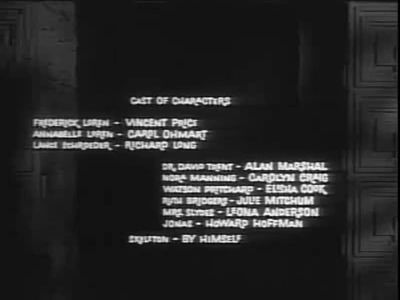 CAST OF CHARACTERS
FREDERICK LOREN - VINCENT PRICE
ANNABELLE LOREN - CAROL OHMART
LANCE SCHROEDER - RICHARD LONG
DR. DAVID TRENT - ALAN MARSHAL
NORA MANNING - CAROLYN CRAIG
WATSON PRITCHARD - ELISHA COOK
RUTH BRIDGERS - JULIE MITCHUM
MRS. SLYDES - LEONA ANDERSON
JONAS - HOWARD HOFFMAN
SKELETON - BY HIMSELF